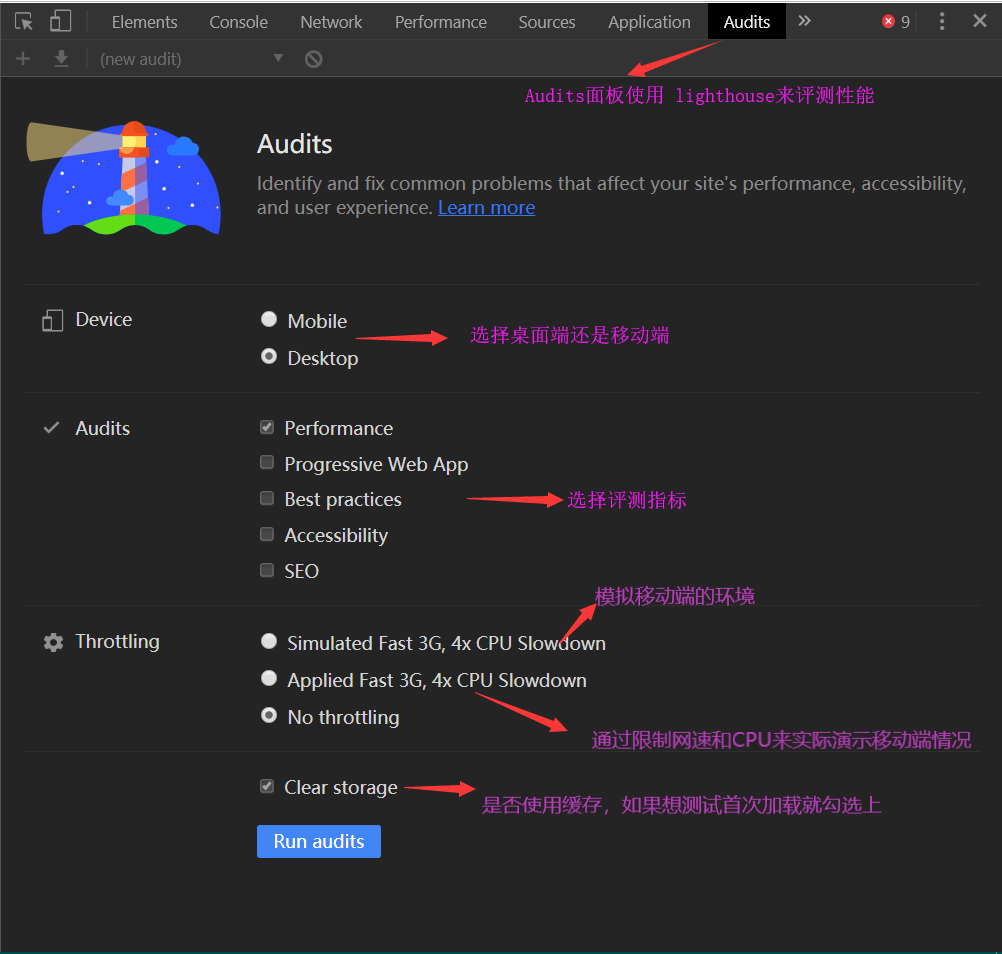 Elements Console Network Performance Sources Application Audits » 9
(new audit)
Audits面板使用 lighthouse来评测性能
Audits
Identify and fix common problems that affect your site's performance, accessibility,
and user experience. Learn more
Device
Mobile
选择桌面端还是移动端
Desktop
Audits
Performance
Progressive Web App
Best practices
选择评测指标
Accessibility
SEO
模拟移动端的环境
Throttling
Simulated Fast 3G, 4x CPU Slowdown
Applied Fast 3G, 4x CPU Slowdown
No throttling
通过限制网速和CPU来实际演示移动端情况
Clear storage
是否使用缓存，如果想测试首次加载就勾选上
Run audits